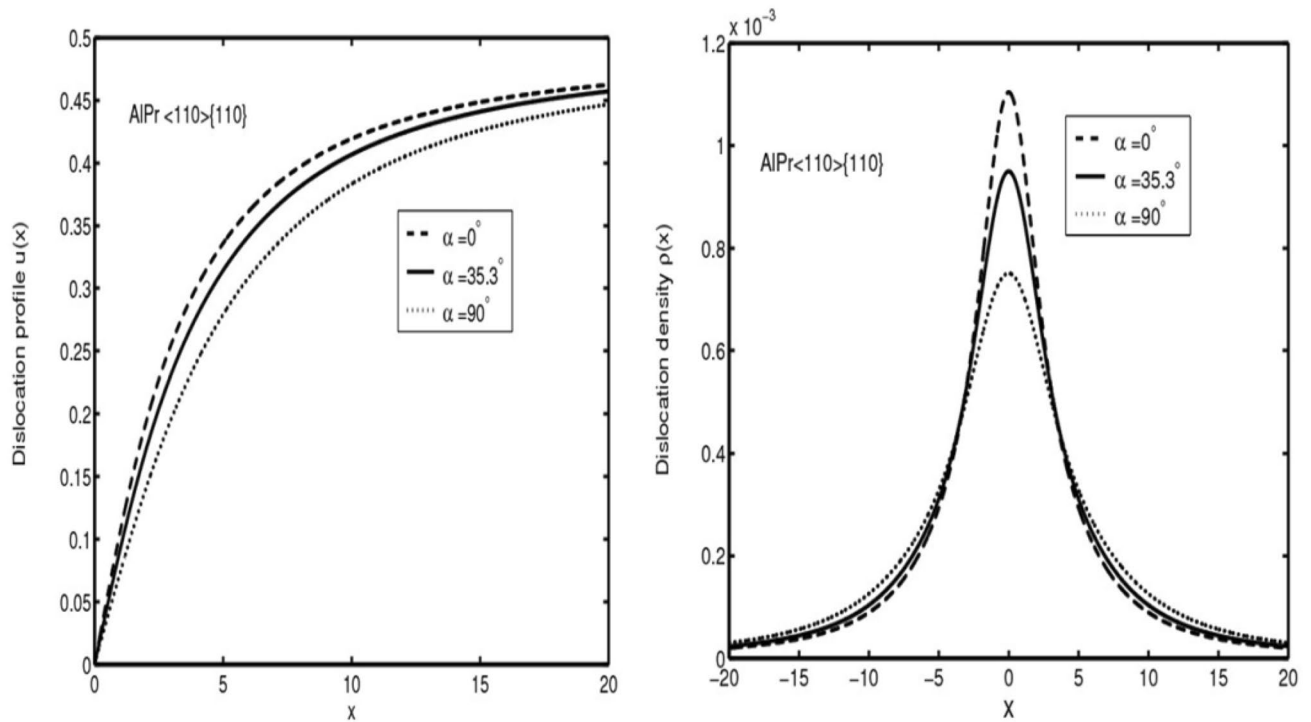 0.5
0.45
0.4
0.35
0.3
0.25
0.2
0.15
0.1
0.05
0
0
5
10
15
20
x
Dislocation profile u(x)
AlPr <110>{110}
α =0°
α =35.3°
α =90°
x 10⁻³
1.2
1
0.8
0.6
0.4
0.2
0
−20
−15
−10
−5
0
5
10
15
20
X
Dislocation density ρ(x)
AlPr<110>{110}
α =0°
α =35.3°
α =90°